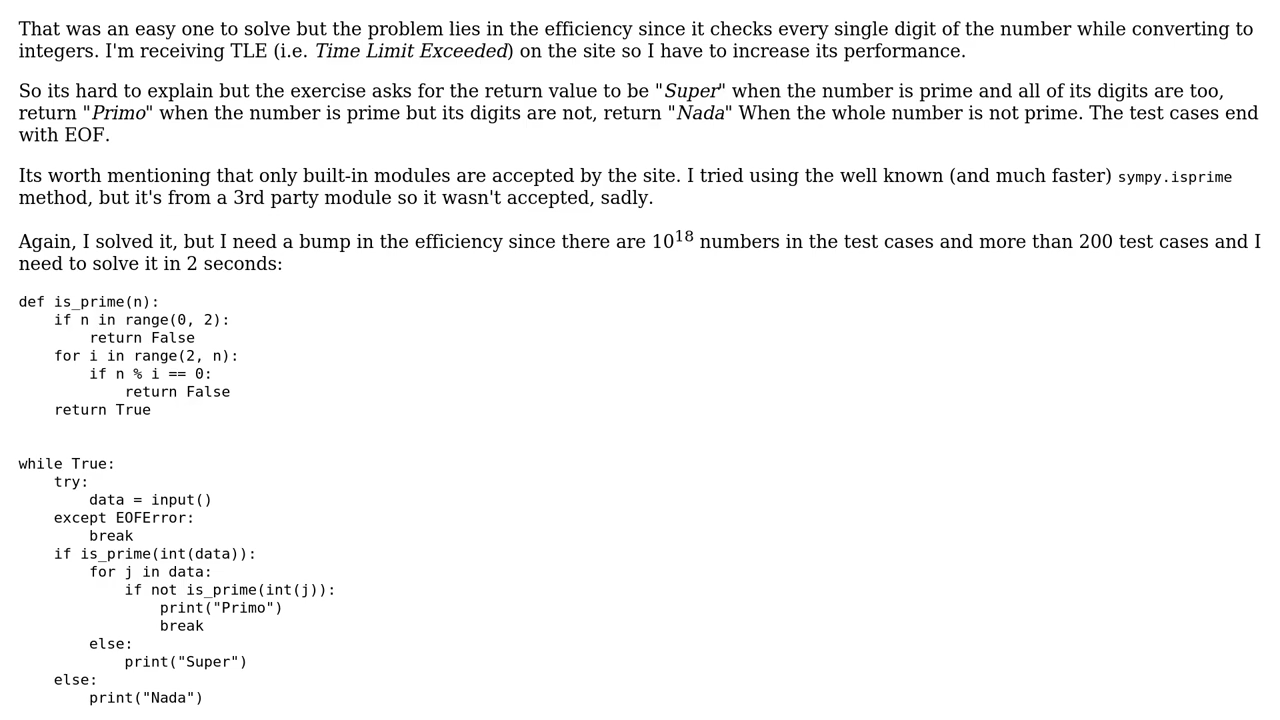 That was an easy one to solve but the problem lies in the efficiency since it checks every single digit of the number while converting to
integers. I'm receiving TLE (i.e. Time Limit Exceeded) on the site so I have to increase its performance.
So its hard to explain but the exercise asks for the return value to be "Super" when the number is prime and all of its digits are too,
return "Primo" when the number is prime but its digits are not, return "Nada" When the whole number is not prime. The test cases end
with EOF.
Its worth mentioning that only built-in modules are accepted by the site. I tried using the well known (and much faster) sympy.isprime
method, but it's from a 3rd party module so it wasn't accepted, sadly.
Again, I solved it, but I need a bump in the efficiency since there are 10^18 numbers in the test cases and more than 200 test cases and I
need to solve it in 2 seconds:
def is_prime(n):
    if n in range(0, 2):
        return False
    for i in range(2, n):
        if n % i == 0:
            return False
    return True
while True:
    try:
        data = input()
    except EOFError:
        break
    if is_prime(int(data)):
        for j in data:
            if not is_prime(int(j)):
                print("Primo")
                break
        else:
            print("Super")
    else:
        print("Nada")